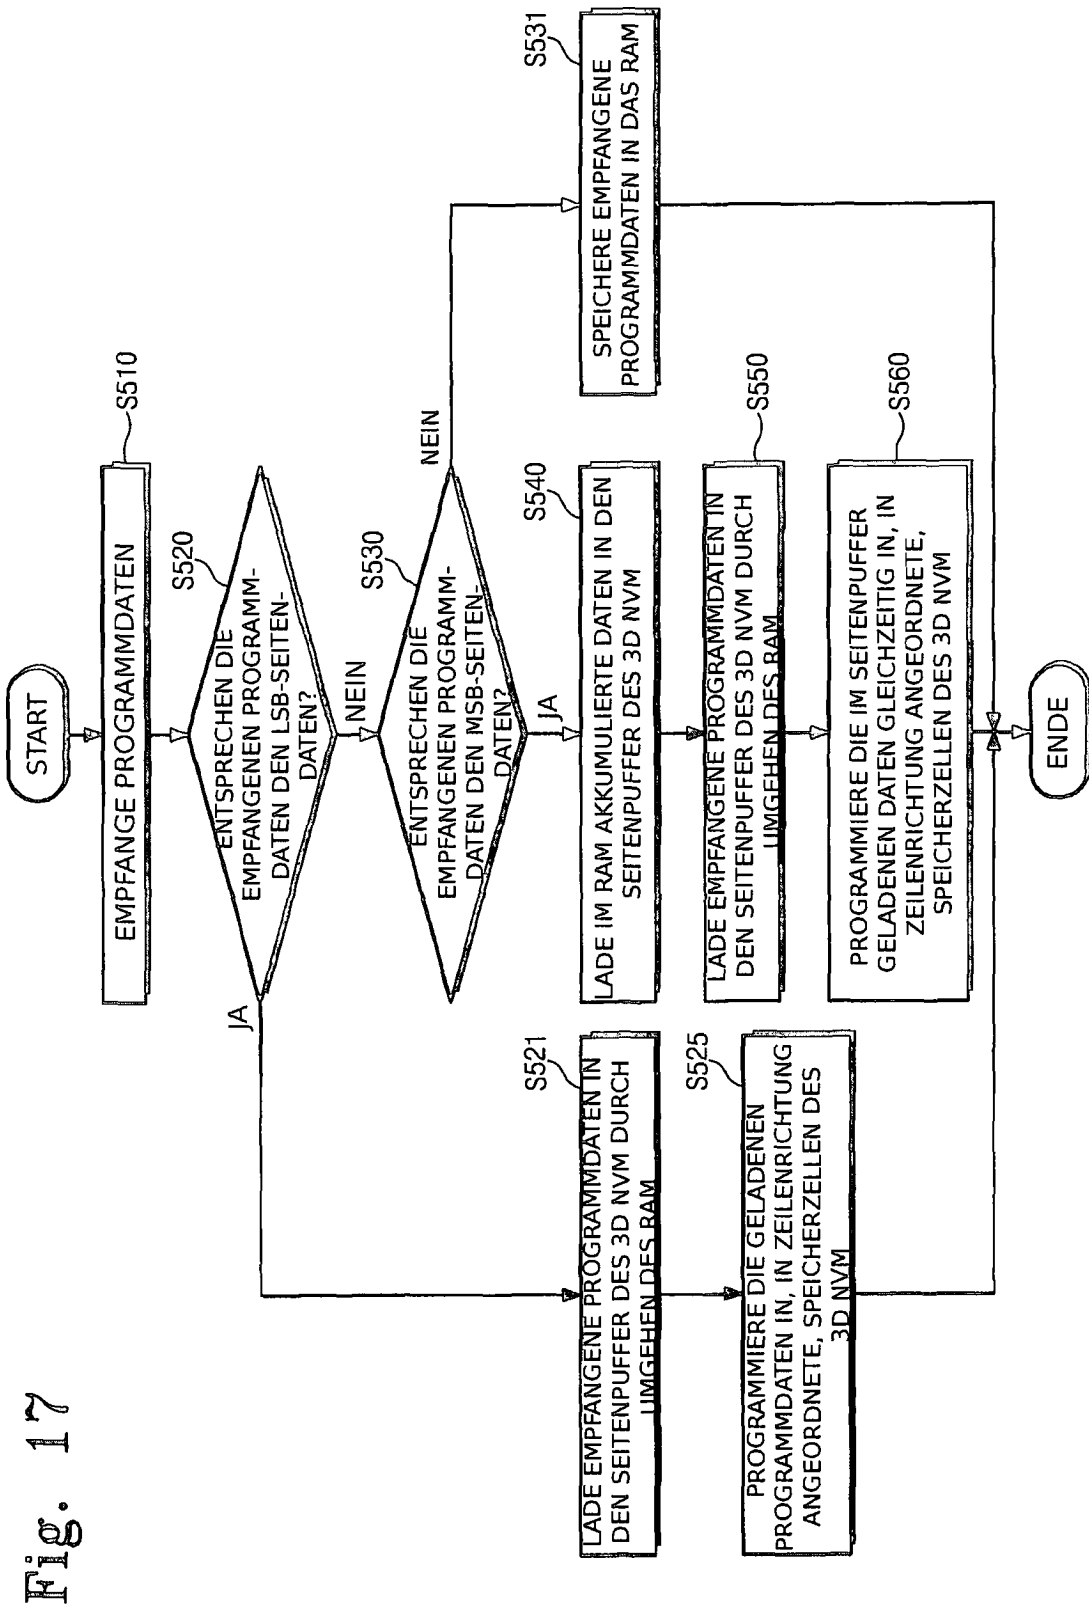 Fig. 17
START
EMPFANGE PROGRAMMDATEN
S510
S520
ENTSPRECHEN DIE
EMPFANGENEN PROGRAMM-
DATEN DEN LSB-SEITEN-
DATEN?
JA
NEIN
S530
ENTSPRECHEN DIE
EMPFANGENEN PROGRAMM-
DATEN DEN MSB-SEITEN-
DATEN?
NEIN
JA
S521
LADE EMPFANGENE PROGRAMMDATEN IN
DEN SEITENPUFFER DES 3D NVM DURCH
UMGEHEN DES RAM
S540
LADE IM RAM AKKUMULIERTE DATEN IN DEN
SEITENPUFFER DES 3D NVM
S531
SPEICHERE EMPFANGENE
PROGRAMMDATEN IN DAS RAM
S525
PROGRAMMIERE DIE GELADENEN
PROGRAMMDATEN IN, IN ZEILENRICHTUNG
ANGEORDNETE, SPEICHERZELLEN DES
3D NVM
S550
LADE EMPFANGENE PROGRAMMDATEN IN
DEN SEITENPUFFER DES 3D NVM DURCH
UMGEHEN DES RAM
S560
PROGRAMMIERE DIE IM SEITENPUFFER
GELADENEN DATEN GLEICHZEITIG IN, IN
ZEILENRICHTUNG ANGEORDNETE,
SPEICHERZELLEN DES 3D NVM
ENDE